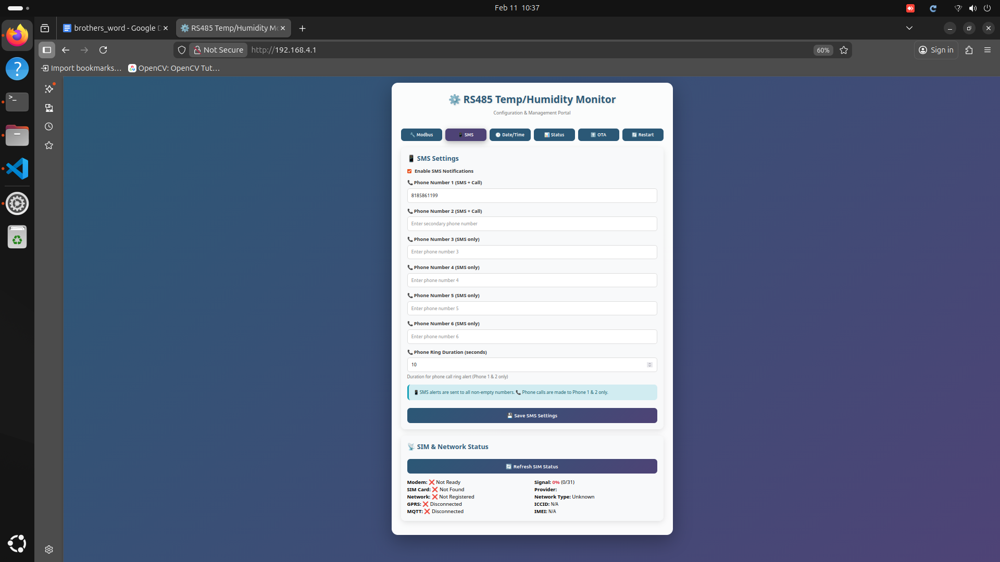 Feb 11 10:37
brothers_word - Google D
RS485 Temp/Humidity Mo
Not Secure
http://192.168.4.1
60%
Sign in
Import bookmarks...
OpenCV: OpenCV Tut...
RS485 Temp/Humidity Monitor
Configuration & Management Portal
Modbus
SMS
Date/Time
Status
OTA
Restart
SMS Settings
Enable SMS Notifications
Phone Number 1 (SMS + Call)
8185861199
Phone Number 2 (SMS + Call)
Enter secondary phone number
Phone Number 3 (SMS only)
Enter phone number 3
Phone Number 4 (SMS only)
Enter phone number 4
Phone Number 5 (SMS only)
Enter phone number 5
Phone Number 6 (SMS only)
Enter phone number 6
Phone Ring Duration (seconds)
10
Duration for phone call ring alert (Phone 1 & 2 only)
SMS alerts are sent to all non-empty numbers. Phone calls are made to Phone 1 & 2 only.
Save SMS Settings
SIM & Network Status
Refresh SIM Status
Modem: ❌ Not Ready
SIM Card: ❌ Not Found
Network: ❌ Not Registered
GPRS: ❌ Disconnected
MQTT: ❌ Disconnected
Signal: 0% (0/31)
Provider:
Network Type: Unknown
ICCID: N/A
IMEI: N/A